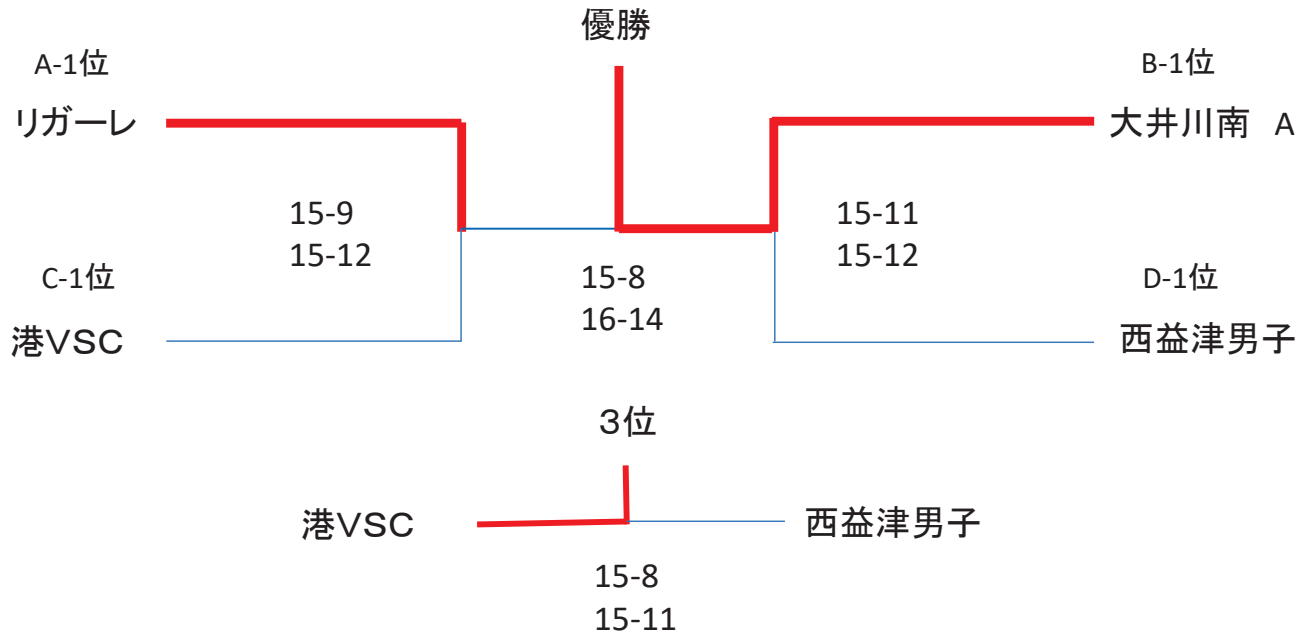 優勝
A-1位
B-1位
リガーレ
大井川南　A
15-9
15-12
15-11
15-12
C-1位
15-8
16-14
D-1位
港VSC
西益津男子
3位
港VSC
西益津男子
15-8
15-11